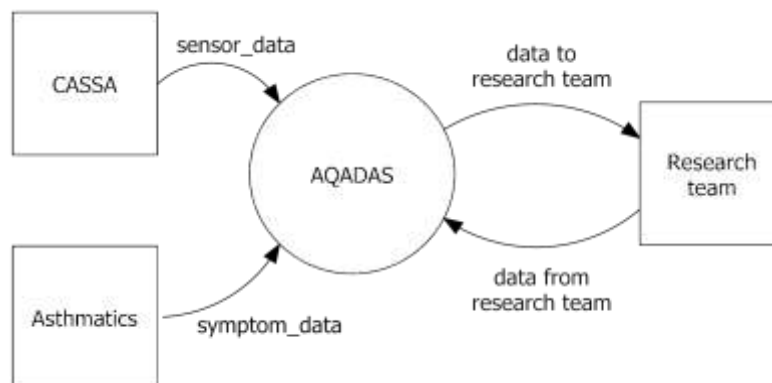 CASSA
sensor_data
data to
research team
AQADAS
Research
team
Asthmatics
symptom_data
data from
research team